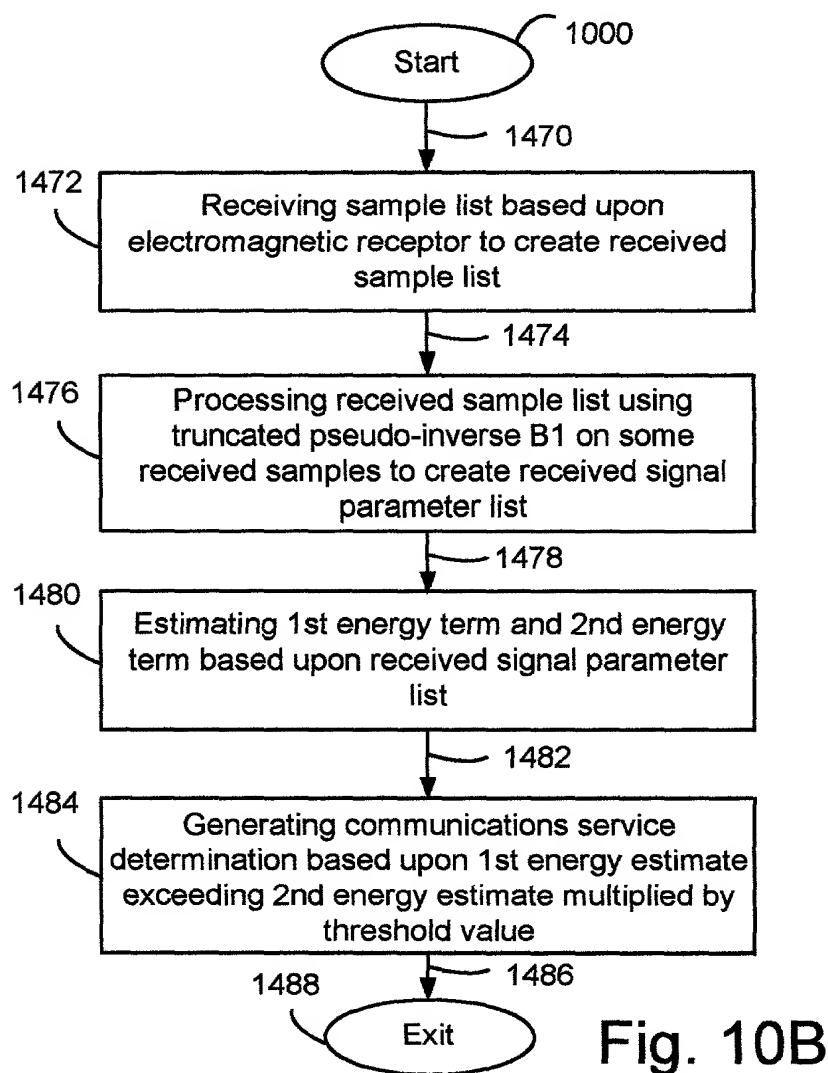 1000
Start
1470
1472
Receiving sample list based upon
electromagnetic receptor to create received
sample list
1474
1476
Processing received sample list using
truncated pseudo-inverse B1 on some
received samples to create received signal
parameter list
1478
1480
Estimating 1st energy term and 2nd energy
term based upon received signal parameter
list
1482
1484
Generating communications service
determination based upon 1st energy estimate
exceeding 2nd energy estimate multiplied by
threshold value
1486
1488
Exit
Fig. 10B